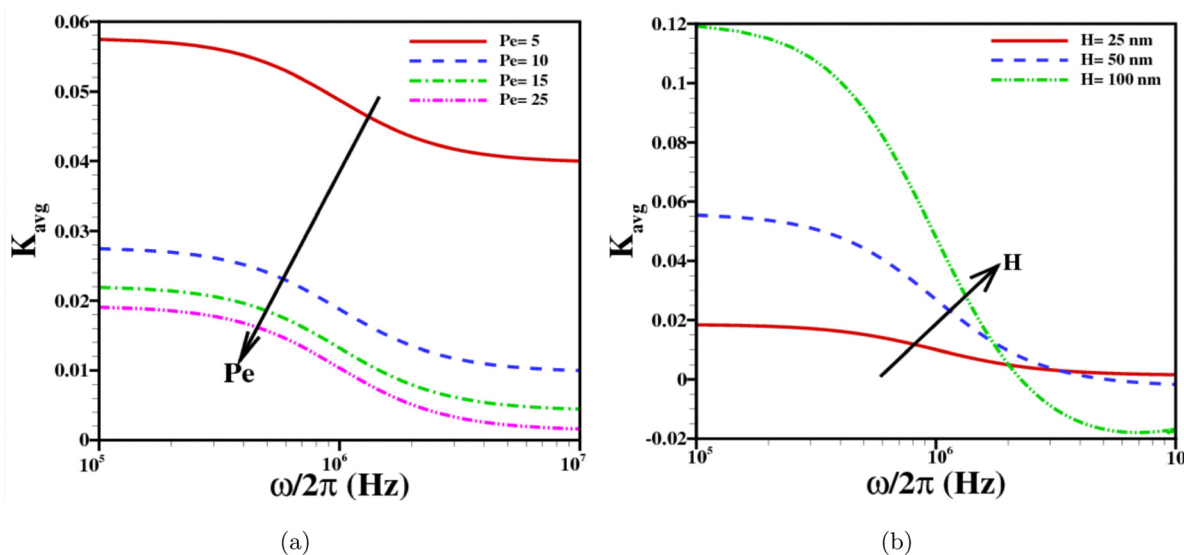 0.06
0.05
0.04
0.03
0.02
0.01
0
K_avg
Pe= 5
Pe= 10
Pe= 15
Pe= 25
Pe
10^5
10^6
10^7
ω/2π (Hz)
(a)
0.12
0.1
0.08
0.06
0.04
0.02
0
-0.02
K_avg
H= 25 nm
H= 50 nm
H= 100 nm
H
10^5
10^6
10
ω/2π (Hz)
(b)